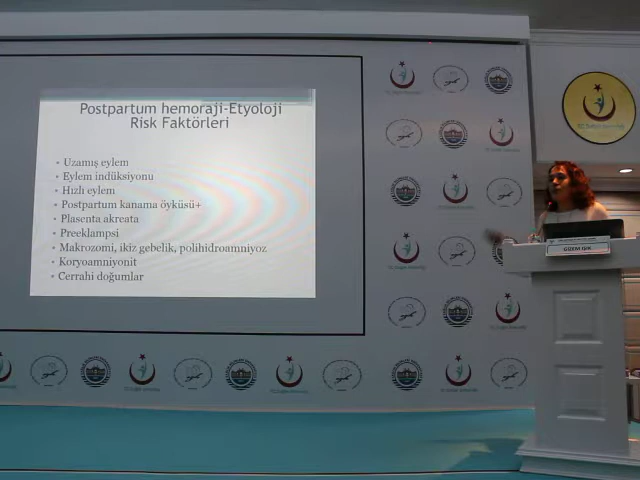 Postpartum hemoraji-Etyoloji
Risk Faktörleri
• Uzamış eylem
• Eylem indüksiyonu
• Hızlı eylem
• Postpartum kanama öyküsü+
• Plasenta akreata
• Preeklampsi
• Makrozomi, ikiz gebelik, polihidroamniyoz
• Koryoamniyonit
• Cerrahi doğumlar